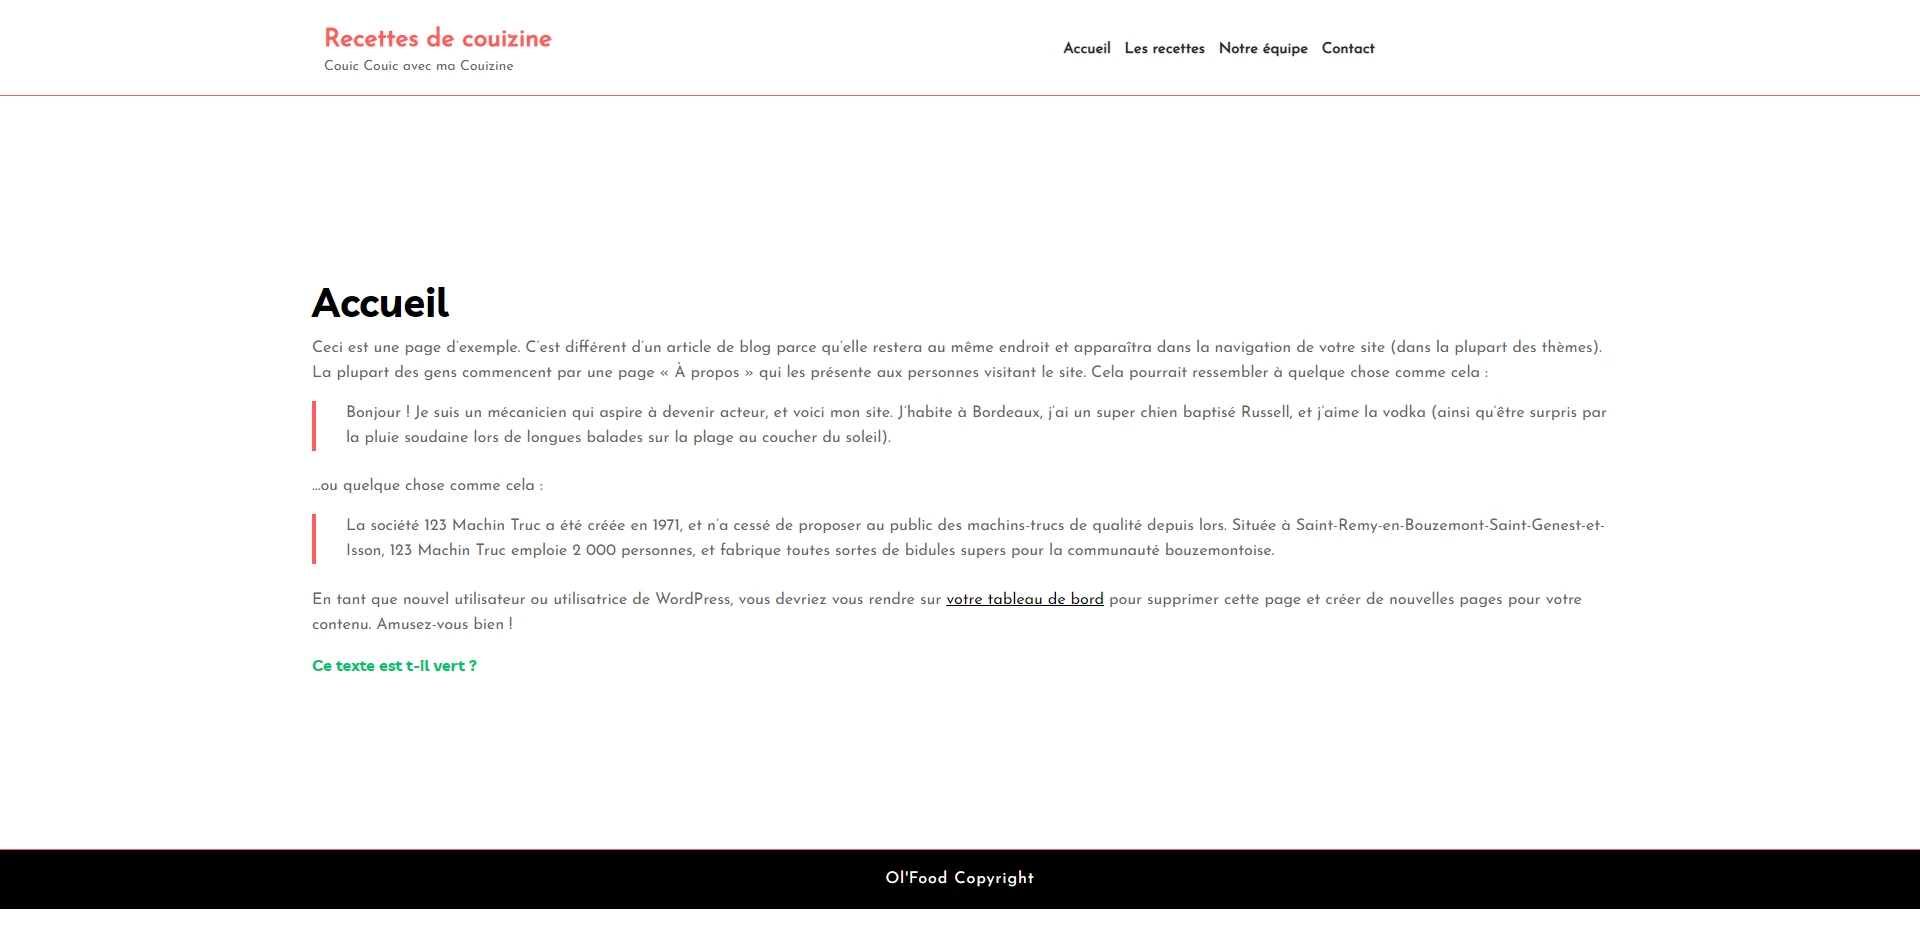 Recettes de couizine
Couic Couic avec ma Couizine
Accueil Les recettes Notre équipe Contact
Accueil
Ceci est une page d’exemple. C’est différent d’un article de blog parce qu’elle restera au même endroit et apparaîtra dans la navigation de votre site (dans la plupart des thèmes).
La plupart des gens commencent par une page « À propos » qui les présente aux personnes visitant le site. Cela pourrait ressembler à quelque chose comme cela :
Bonjour ! Je suis un mécanicien qui aspire à devenir acteur, et voici mon site. J’habite à Bordeaux, j’ai un super chien baptisé Russell, et j’aime la vodka (ainsi qu’être surpris par
la pluie soudaine lors de longues balades sur la plage au coucher du soleil).
…ou quelque chose comme cela :
La société 123 Machin Truc a été créée en 1971, et n’a cessé de proposer au public des machins-trucs de qualité depuis lors. Située à Saint-Remy-en-Bouzemont-Saint-Genest-et-
Isson, 123 Machin Truc emploie 2 000 personnes, et fabrique toutes sortes de bidules supers pour la communauté bouzemontoise.
En tant que nouvel utilisateur ou utilisatrice de WordPress, vous devriez vous rendre sur votre tableau de bord pour supprimer cette page et créer de nouvelles pages pour votre
contenu. Amusez-vous bien !
Ce texte est t-il vert ?
Ol'Food Copyright